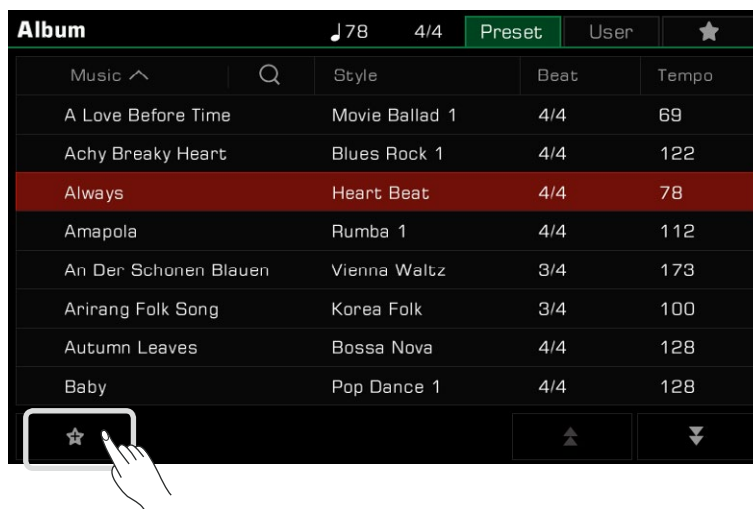 Album ♩78 4/4 Preset User
Music Style Beat Tempo
A Love Before Time Movie Ballad 1 4/4 69
Achy Breaky Heart Blues Rock 1 4/4 122
Always Heart Beat 4/4 78
Amapola Rumba 1 4/4 112
An Der Schonen Blauen Vienna Waltz 3/4 173
Arirang Folk Song Korea Folk 3/4 100
Autumn Leaves Bossa Nova 4/4 128
Baby Pop Dance 1 4/4 128